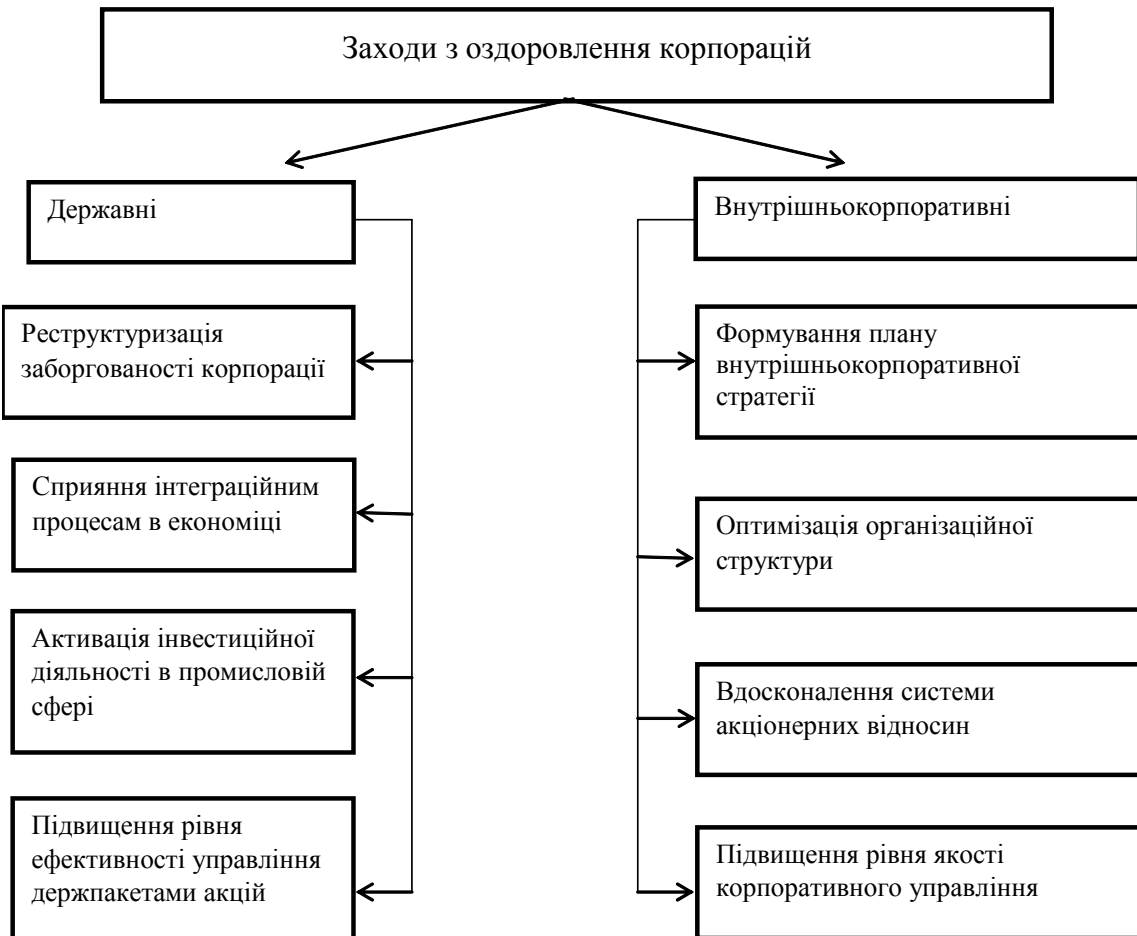 Заходи з оздоровлення корпорацій
Державні
Реструктуризація
заборгованості корпорації
Сприяння інтеграційним
процесам в економіці
Активація інвестиційної
діяльності в промисловій
сфері
Підвищення рівня
ефективності управління
держпакетами акцій
Внутрішньокорпоративні
Формування плану
внутрішньокорпоративної
стратегії
Оптимізація організаційної
структури
Вдосконалення системи
акціонерних відносин
Підвищення рівня якості
корпоративного управління